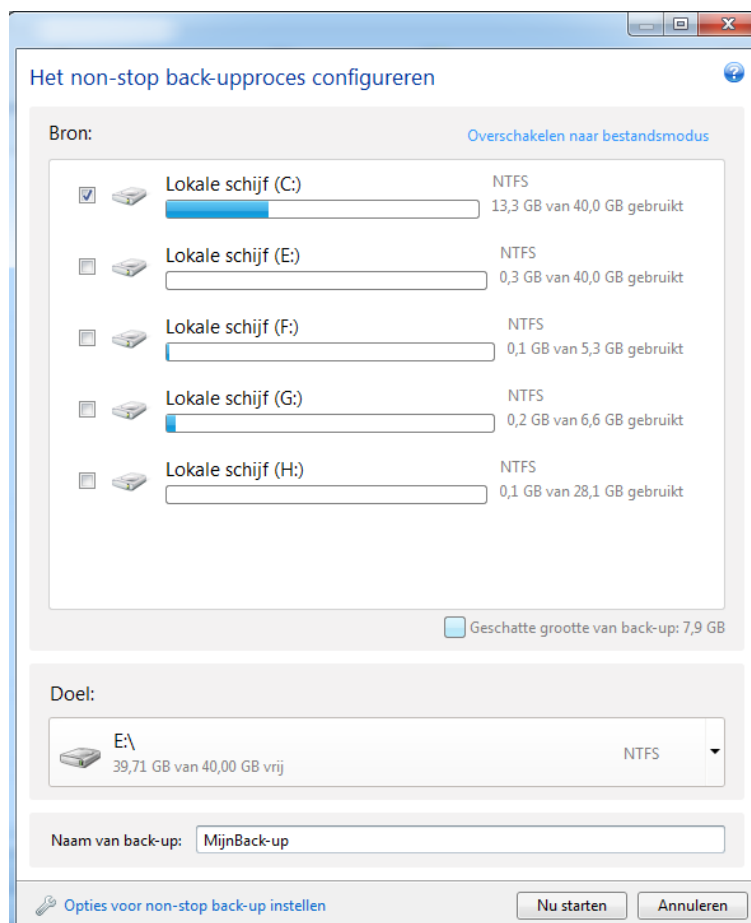 Het non-stop back-upproces configureren
Bron:
Overschakelen naar bestandsmodus
Lokale schijf (C:)
NTFS
13,3 GB van 40,0 GB gebruikt
Lokale schijf (E:)
NTFS
0,3 GB van 40,0 GB gebruikt
Lokale schijf (F:)
NTFS
0,1 GB van 5,3 GB gebruikt
Lokale schijf (G:)
NTFS
0,2 GB van 6,6 GB gebruikt
Lokale schijf (H:)
NTFS
0,1 GB van 28,1 GB gebruikt
Geschatte grootte van back-up: 7,9 GB
Doel:
E:\
39,71 GB van 40,00 GB vrij
NTFS
Naam van back-up: MijnBack-up
Opties voor non-stop back-up instellen
Nu starten
Annuleren